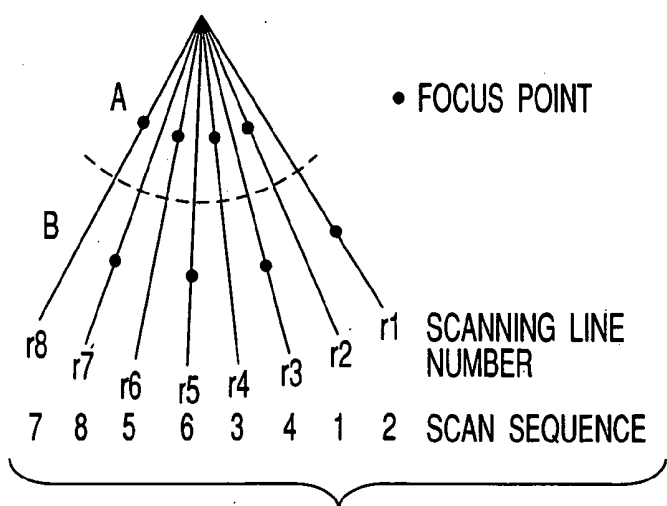 A
• FOCUS POINT
B
r8 r7 r6 r5 r4 r3 r2 r1 SCANNING LINE
NUMBER
7 8 5 6 3 4 1 2 SCAN SEQUENCE